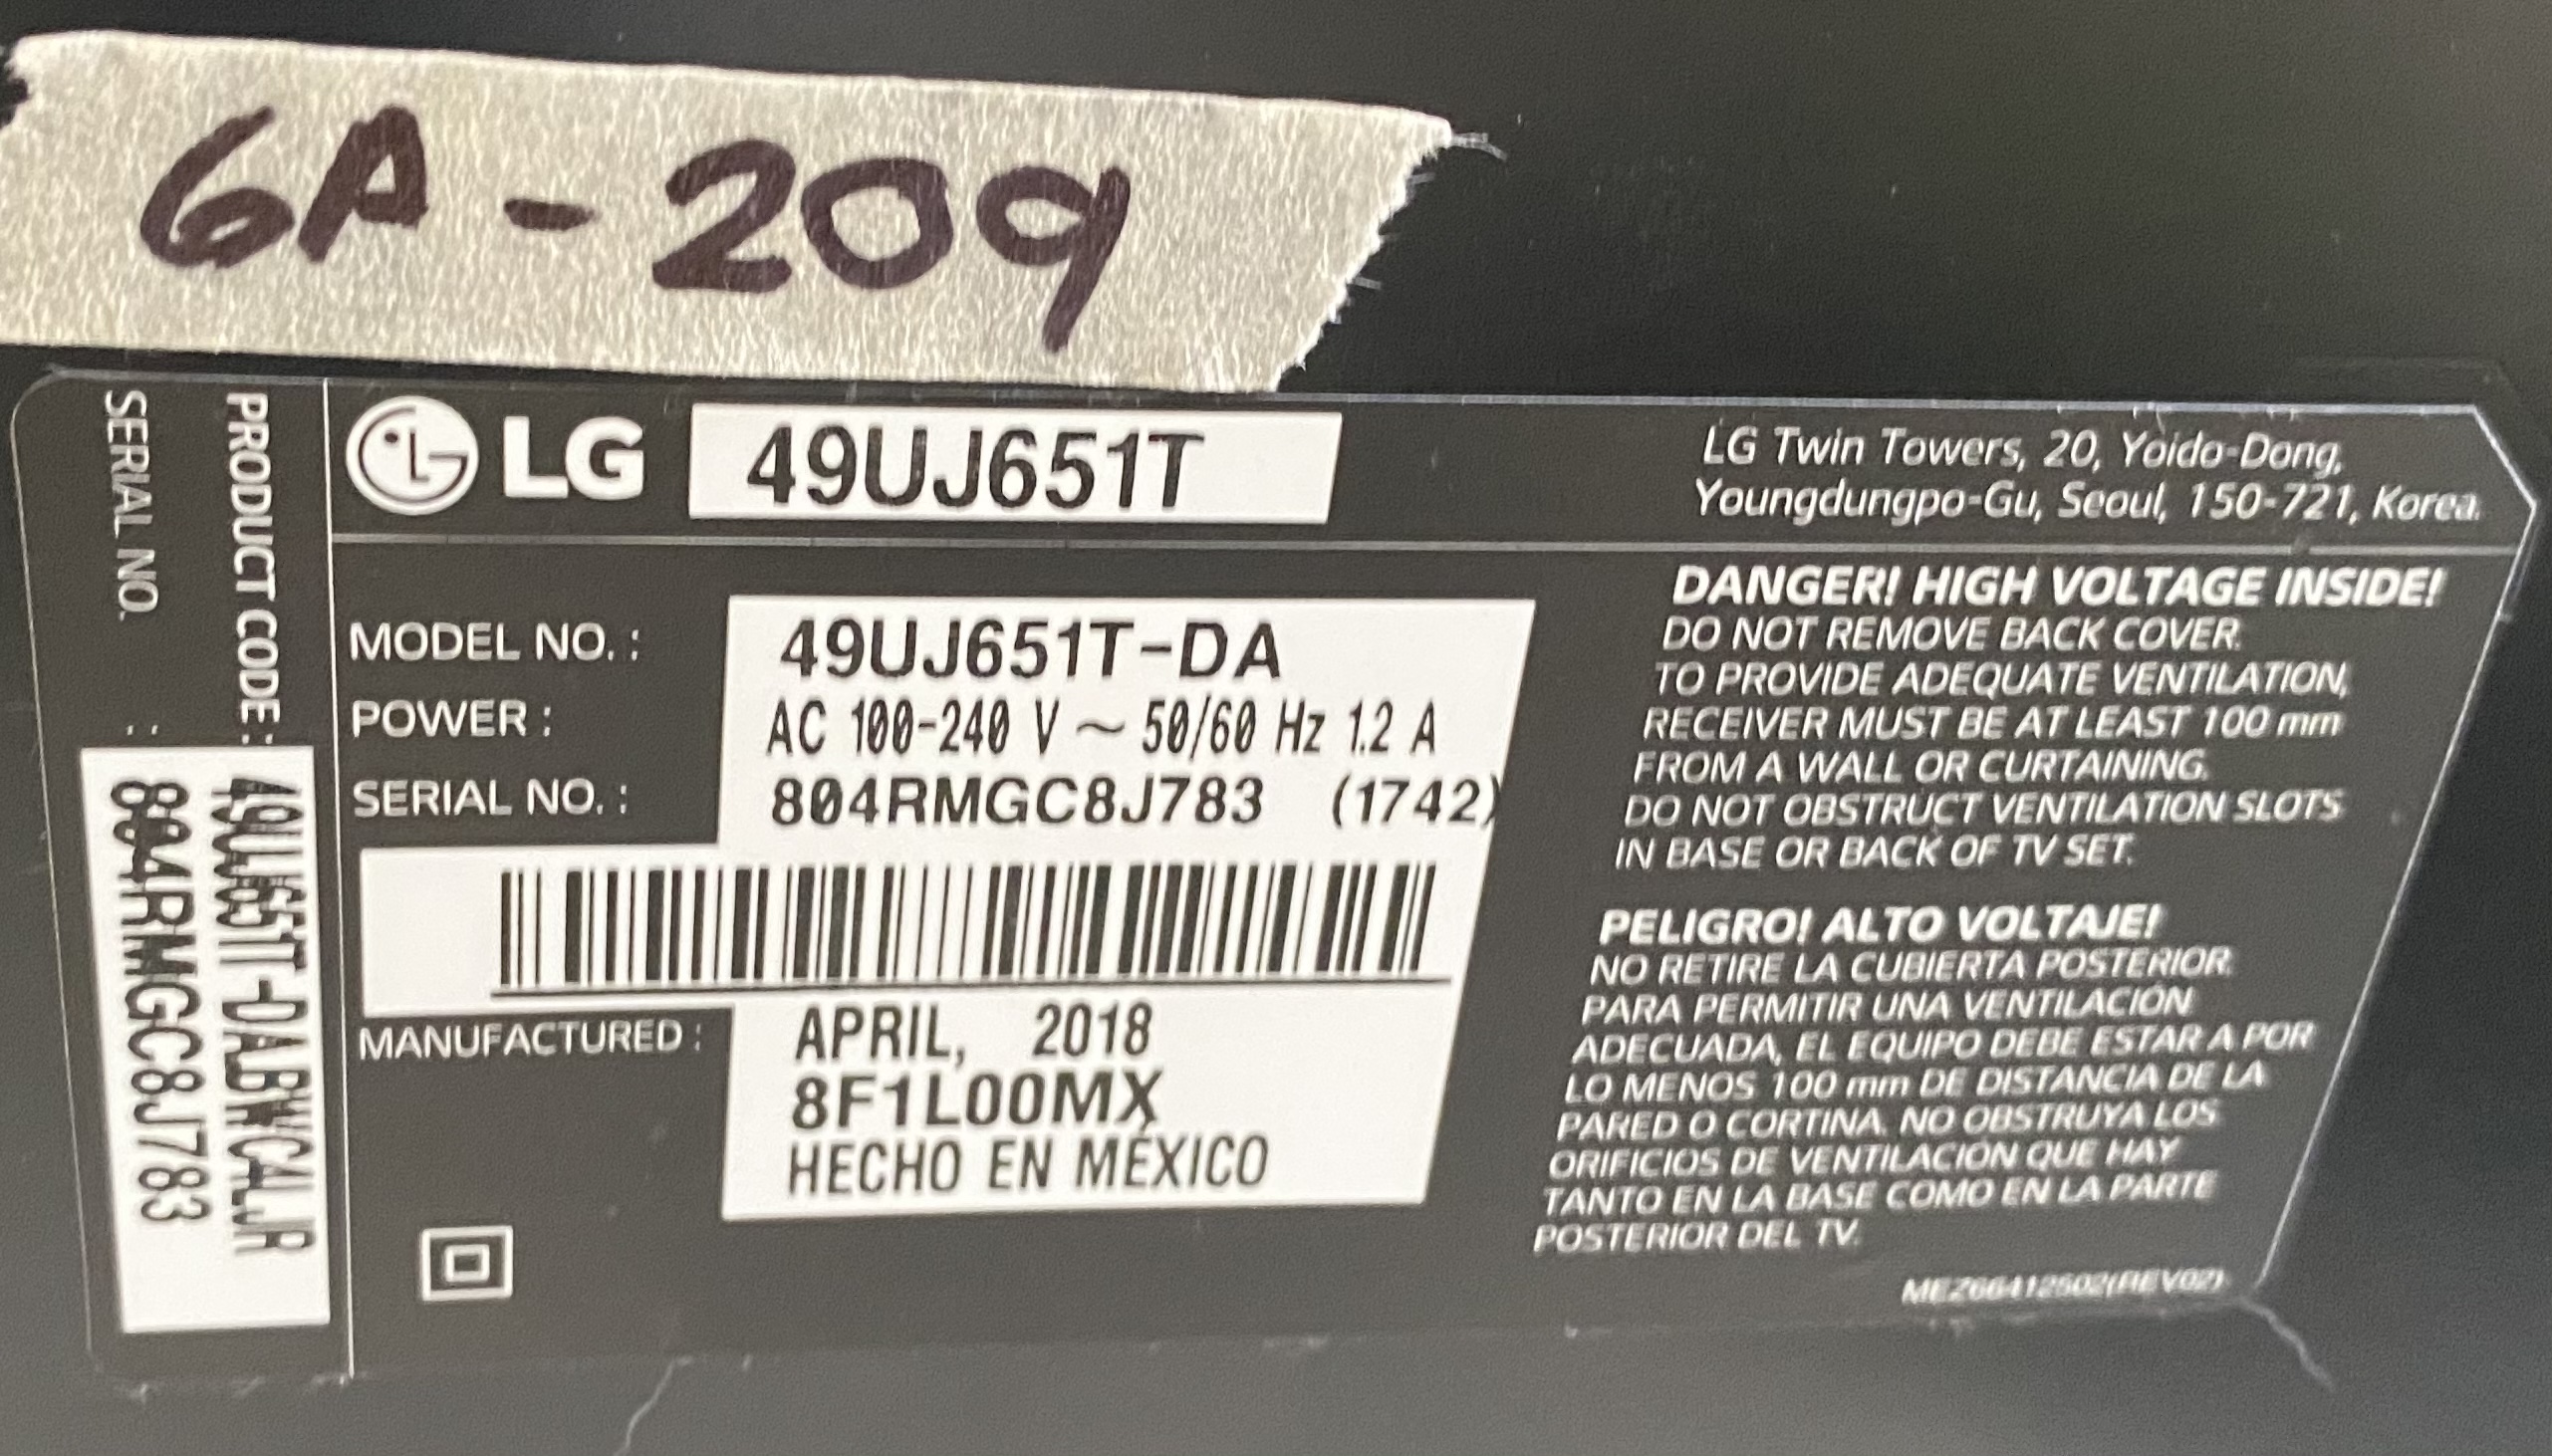 6A-209
LG 49UJ651T
LG Twin Towers, 20, Yoido-Dong,
Youngdungpo-Gu, Seoul, 150-721, Korea.
PRODUCT CODE :
SERIAL NO. :
804RMGC8J783
MODEL NO. : 49UJ651T-DA
POWER : AC 100-240 V ~ 50/60 Hz 1.2 A
SERIAL NO. : 804RMGC8J783 (1742)
MANUFACTURED : APRIL, 2018
8F1L00MX
HECHO EN MÉXICO
DANGER! HIGH VOLTAGE INSIDE!
DO NOT REMOVE BACK COVER.
TO PROVIDE ADEQUATE VENTILATION,
RECEIVER MUST BE AT LEAST 100 mm
FROM A WALL OR CURTAINING.
DO NOT OBSTRUCT VENTILATION SLOTS
IN BASE OR BACK OF TV SET.
PELIGRO! ALTO VOLTAJE!
NO RETIRE LA CUBIERTA POSTERIOR.
PARA PERMITIR UNA VENTILACIÓN
ADECUADA, EL EQUIPO DEBE ESTAR A POR
LO MENOS 100 mm DE DISTANCIA DE LA
PARED O CORTINA. NO OBSTRUYA LOS
ORIFICIOS DE VENTILACIÓN QUE HAY
TANTO EN LA BASE COMO EN LA PARTE
POSTERIOR DEL TV.
MEZ66412502(REV02)